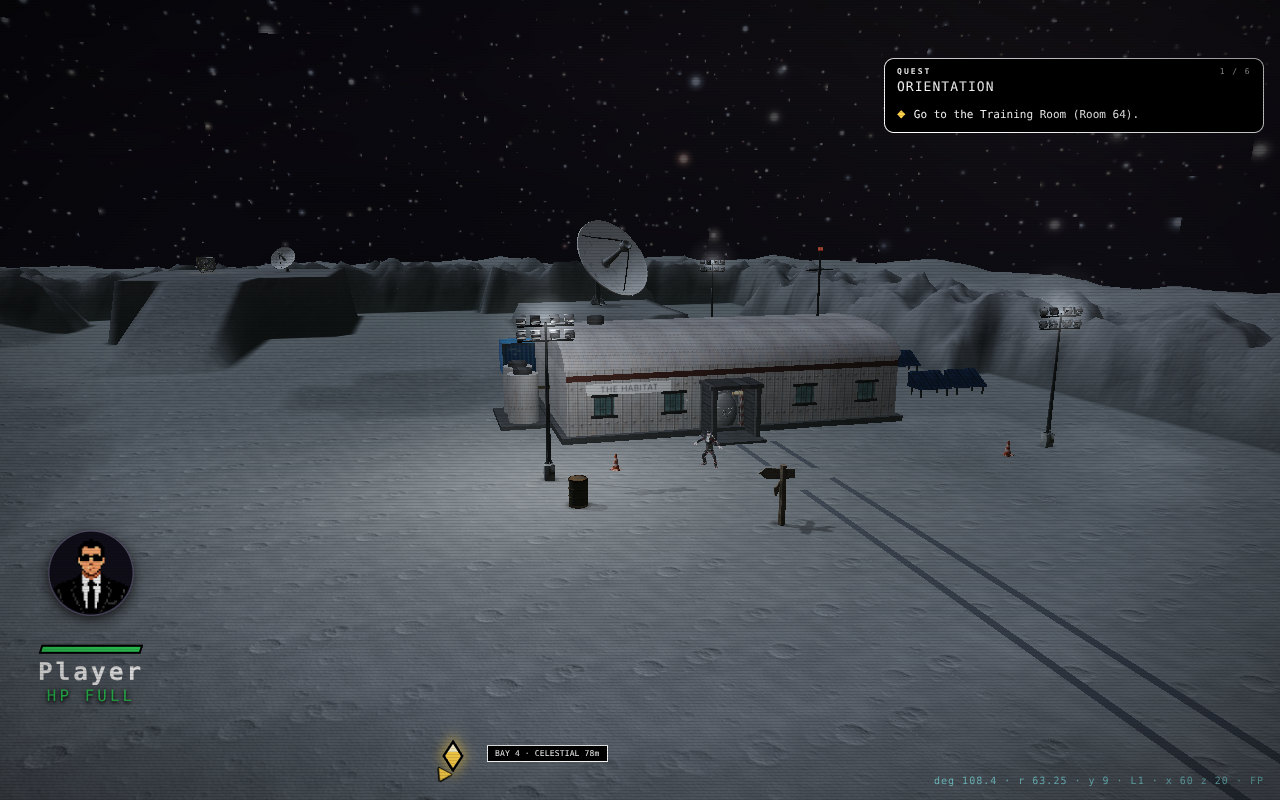 QUEST 1 / 6
ORIENTATION
Go to the Training Room (Room 64).
THE HABITAT
Player
HP FULL
BAY 4 · CELESTIAL 78m
deg 108.4 · r 63.25 · y 9 · L1 · x 60 z 20 · FP